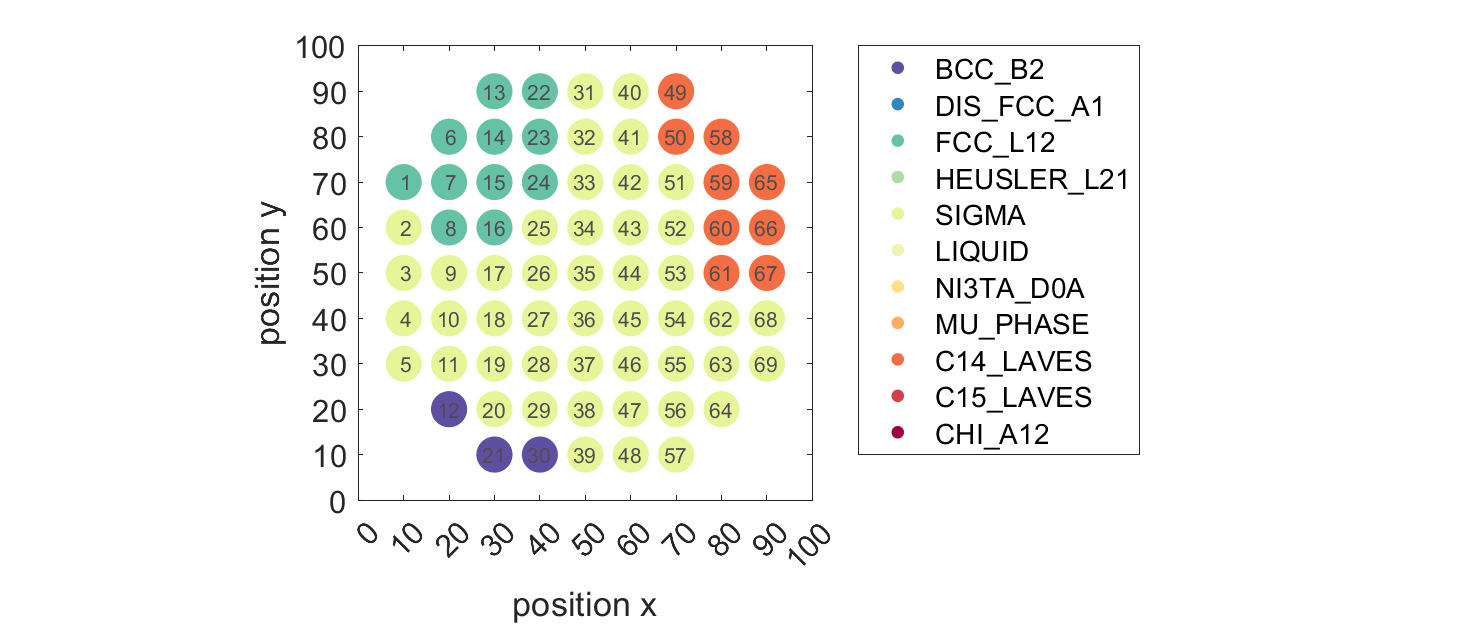 100
90 13 22 31 40 49
80 6 14 23 32 41 50 58
70 1 7 15 24 33 42 51 59 65
60 2 8 16 25 34 43 52 60 66
50 3 9 17 26 35 44 53 61 67
40 4 10 18 27 36 45 54 62 68
30 5 11 19 28 37 46 55 63 69
20 12 20 29 38 47 56 64
10 21 30 39 48 57
0
0 10 20 30 40 50 60 70 80 90 100
position x
position y
BCC_B2
DIS_FCC_A1
FCC_L12
HEUSLER_L21
SIGMA
LIQUID
NI3TA_D0A
MU_PHASE
C14_LAVES
C15_LAVES
CHI_A12